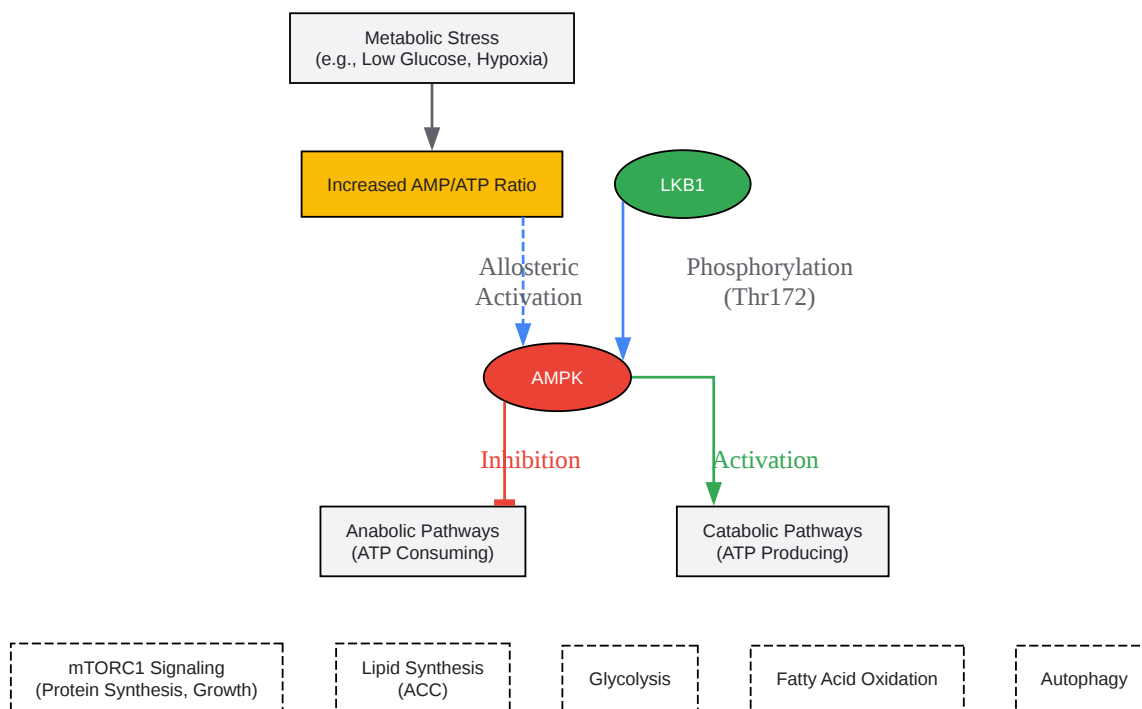 Metabolic Stress
(e.g., Low Glucose, Hypoxia)
Increased AMP/ATP Ratio
LKB1
Allosteric
Activation
Phosphorylation
(Thr172)
AMPK
Inhibition
Activation
Anabolic Pathways
(ATP Consuming)
Catabolic Pathways
(ATP Producing)
mTORC1 Signaling
(Protein Synthesis, Growth)
Lipid Synthesis
(ACC)
Glycolysis
Fatty Acid Oxidation
Autophagy